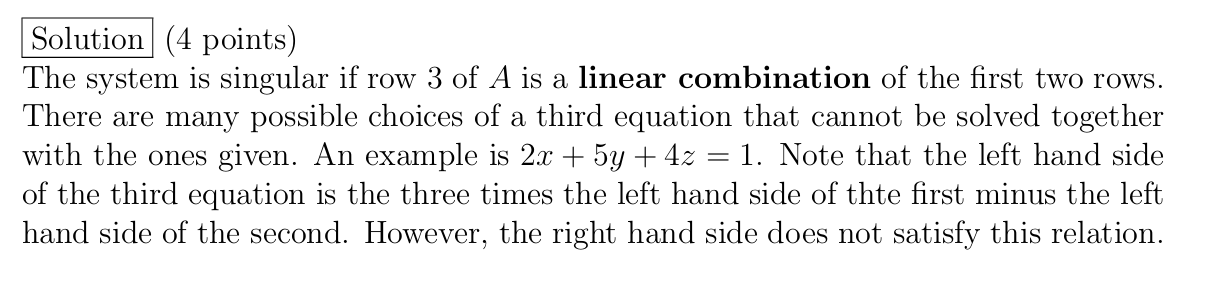 Solution (4 points)
The system is singular if row 3 of A is a linear combination of the first two rows.
There are many possible choices of a third equation that cannot be solved together
with the ones given. An example is 2x + 5y + 4z = 1. Note that the left hand side
of the third equation is the three times the left hand side of thte first minus the left
hand side of the second. However, the right hand side does not satisfy this relation.